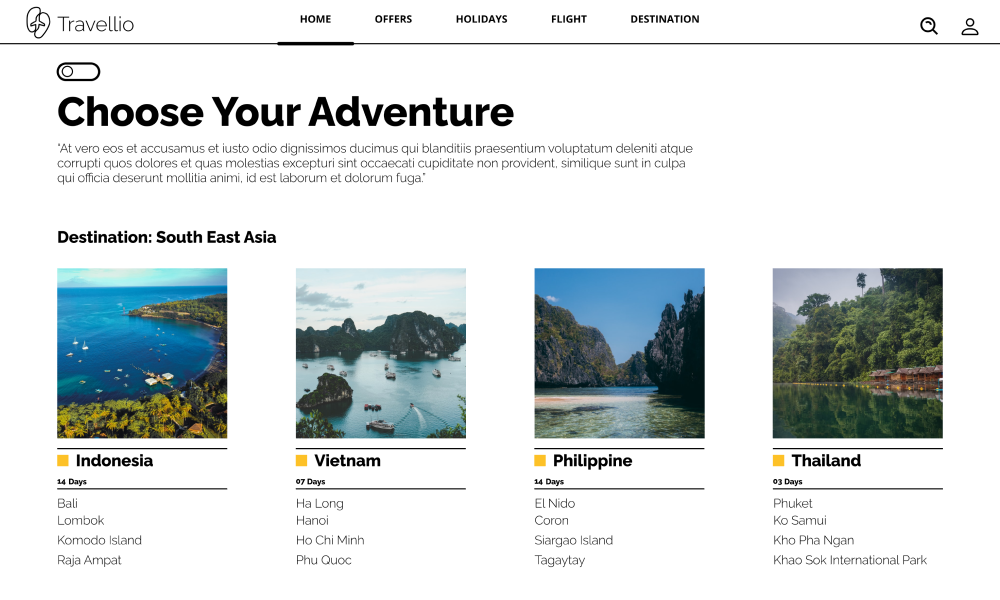 Travellio
HOME
OFFERS
HOLIDAYS
FLIGHT
DESTINATION
Choose Your Adventure
"At vero eos et accusamus et iusto odio dignissimos ducimus qui blanditiis praesentium voluptatum deleniti atque
corrupti quos dolores et quas molestias excepturi sint occaecati cupiditate non provident, similique sunt in culpa
qui officia deserunt mollitia animi, id est laborum et dolorum fuga."
Destination: South East Asia
Indonesia
14 Days
Bali
Lombok
Komodo Island
Raja Ampat
Vietnam
07 Days
Ha Long
Hanoi
Ho Chi Minh
Phu Quoc
Philippine
14 Days
El Nido
Coron
Siargao Island
Tagaytay
Thailand
03 Days
Phuket
Ko Samui
Kho Pha Ngan
Khao Sok International Park